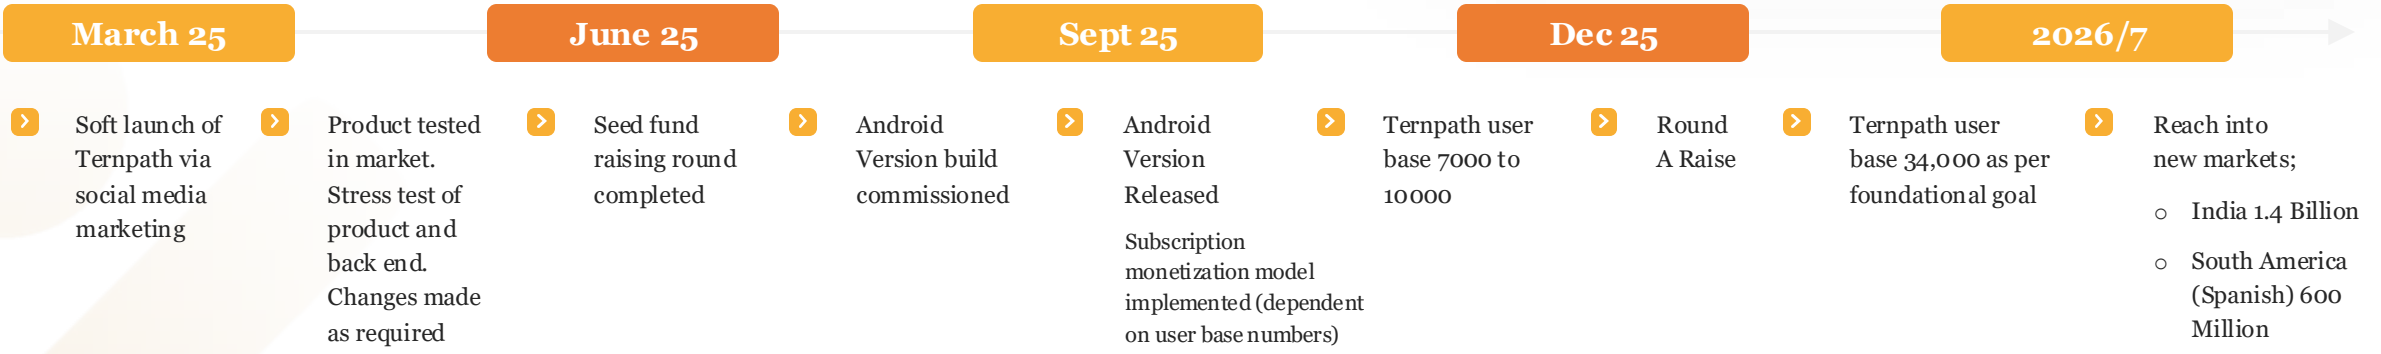 March 25
June 25
Sept 25
Dec 25
2026/7
Soft launch of
Ternpath via
social media
marketing
Product tested
in market.
Stress test of
product and
back end.
Changes made
as required
Seed fund
raising round
completed
Android
Version build
commissioned
Android
Version
Released
Subscription
monetization model
implemented (dependent
on user base numbers)
Ternpath user
base 7000 to
10000
Round
A Raise
Ternpath user
base 34,000 as per
foundational goal
Reach into
new markets;
o India 1.4 Billion
o South America
(Spanish) 600
Million